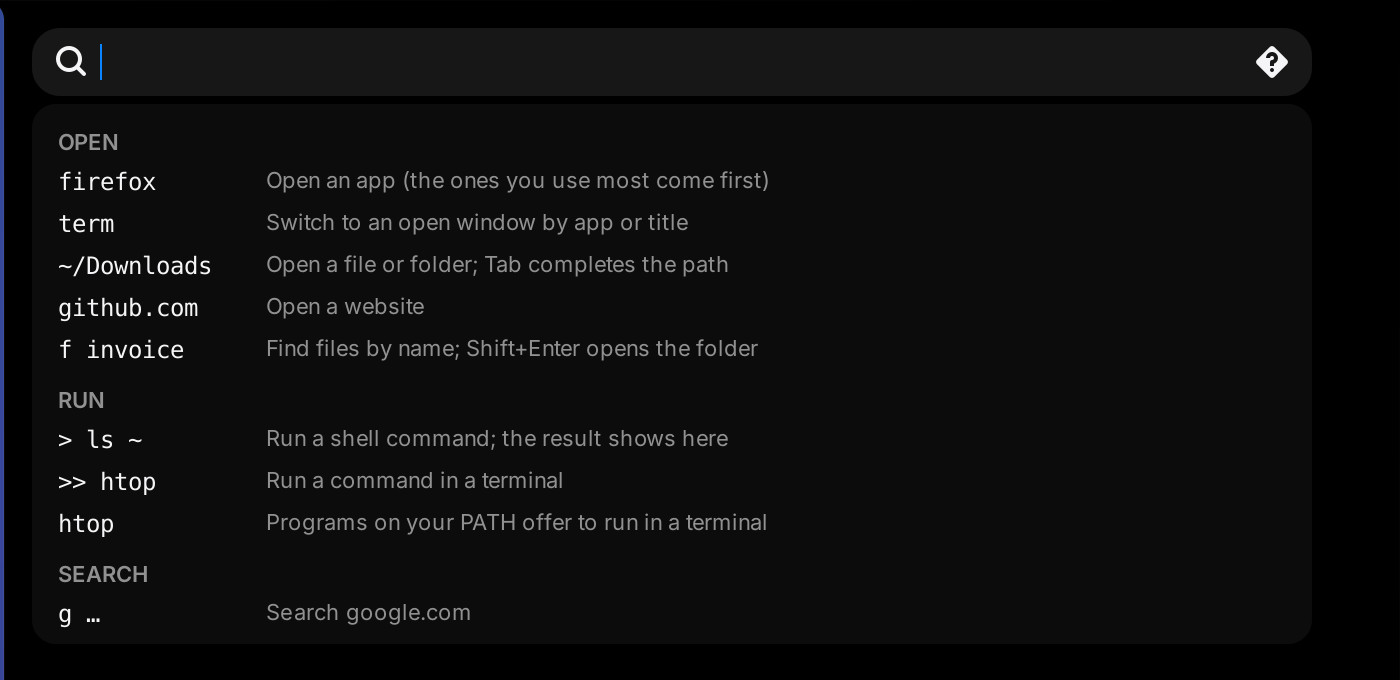 ?
OPEN
firefox Open an app (the ones you use most come first)
term Switch to an open window by app or title
~/Downloads Open a file or folder; Tab completes the path
github.com Open a website
f invoice Find files by name; Shift+Enter opens the folder
RUN
> ls ~ Run a shell command; the result shows here
>> htop Run a command in a terminal
htop Programs on your PATH offer to run in a terminal
SEARCH
g … Search google.com